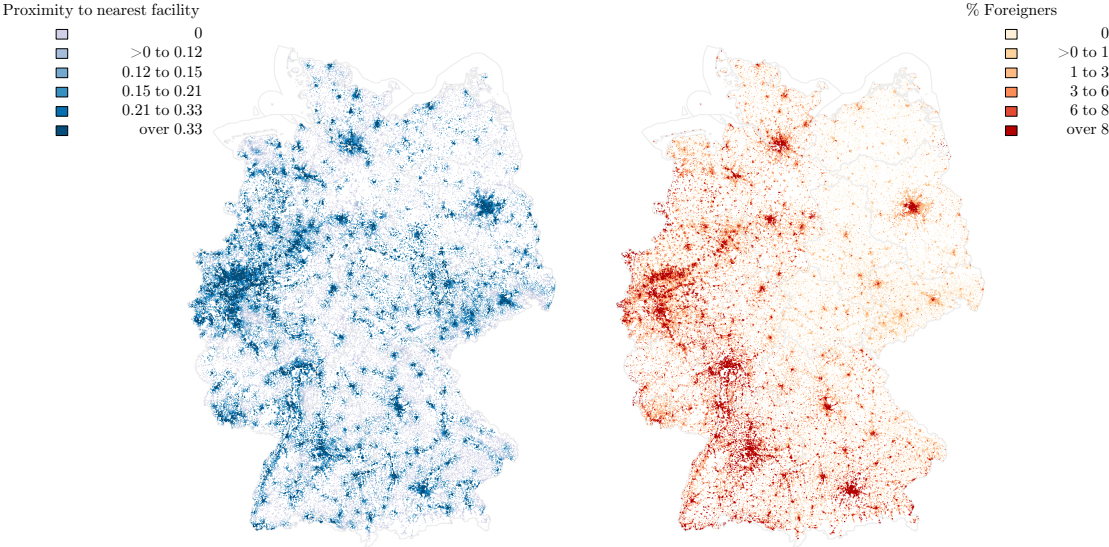 Proximity to nearest facility
0
>0 to 0.12
0.12 to 0.15
0.15 to 0.21
0.21 to 0.33
over 0.33
% Foreigners
0
>0 to 1
1 to 3
3 to 6
6 to 8
over 8